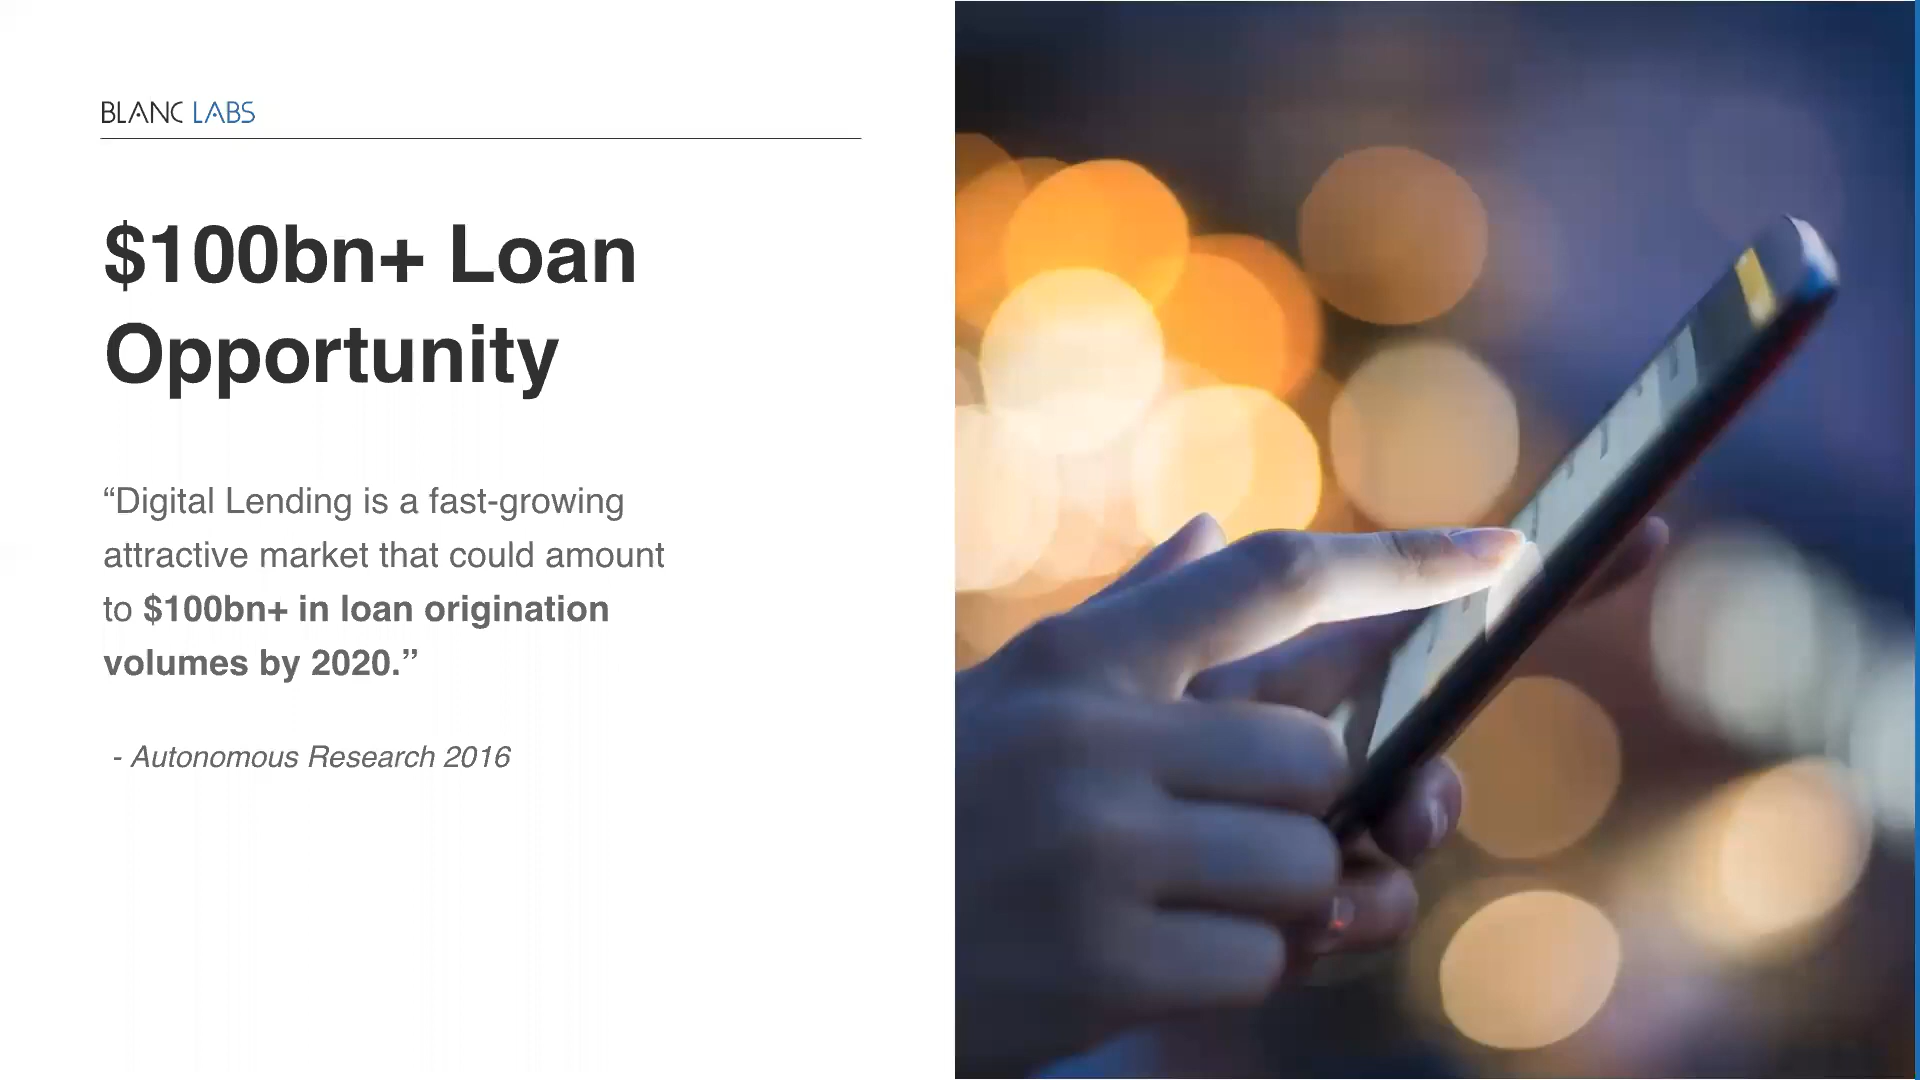 BLANC LABS
$100bn+ Loan
Opportunity
“Digital Lending is a fast-growing
attractive market that could amount
to $100bn+ in loan origination
volumes by 2020.”
- Autonomous Research 2016